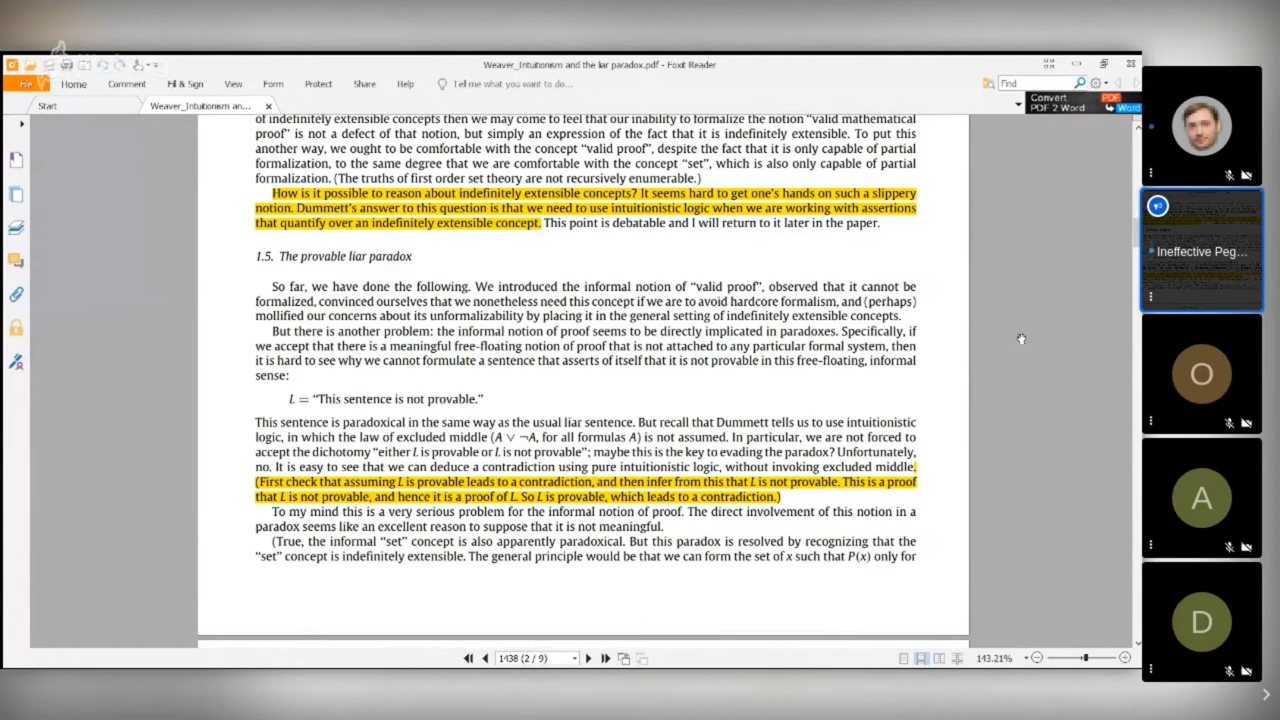 Weaver_Intuitionism and the liar paradox.pdf - Foxit Reader
Home Comment Fill & Sign View Form Protect Share Help Tell me what you want to do...
Find
Start Weaver_Intuitionism an...
Convert
PDF 2 Word
PDF
Word
of indefinitely extensible concepts then we may come to feel that our inability to formalize the notion “valid mathematical
proof” is not a defect of that notion, but simply an expression of the fact that it is indefinitely extensible. To put this
another way, we ought to be comfortable with the concept “valid proof”, despite the fact that it is only capable of partial
formalization, to the same degree that we are comfortable with the concept “set”, which is also only capable of partial
formalization. (The truths of first order set theory are not recursively enumerable.)
How is it possible to reason about indefinitely extensible concepts? It seems hard to get one's hands on such a slippery
notion. Dummett's answer to this question is that we need to use intuitionistic logic when we are working with assertions
that quantify over an indefinitely extensible concept. This point is debatable and I will return to it later in the paper.
1.5. The provable liar paradox
So far, we have done the following. We introduced the informal notion of “valid proof”, observed that it cannot be
formalized, convinced ourselves that we nonetheless need this concept if we are to avoid hardcore formalism, and (perhaps)
mollified our concerns about its unformalizability by placing it in the general setting of indefinitely extensible concepts.
But there is another problem: the informal notion of proof seems to be directly implicated in paradoxes. Specifically, if
we accept that there is a meaningful free-floating notion of proof that is not attached to any particular formal system, then
it is hard to see why we cannot formulate a sentence that asserts of itself that it is not provable in this free-floating, informal
sense:
L = “This sentence is not provable.”
This sentence is paradoxical in the same way as the usual liar sentence. But recall that Dummett tells us to use intuitionistic
logic, in which the law of excluded middle (A ∨ ¬A, for all formulas A) is not assumed. In particular, we are not forced to
accept the dichotomy “either L is provable or L is not provable”; maybe this is the key to evading the paradox? Unfortunately,
no. It is easy to see that we can deduce a contradiction using pure intuitionistic logic, without invoking excluded middle.
(First check that assuming L is provable leads to a contradiction, and then infer from this that L is not provable. This is a proof
that L is not provable, and hence it is a proof of L. So L is provable, which leads to a contradiction.)
To my mind this is a very serious problem for the informal notion of proof. The direct involvement of this notion in a
paradox seems like an excellent reason to suppose that it is not meaningful.
(True, the informal “set” concept is also apparently paradoxical. But this paradox is resolved by recognizing that the
“set” concept is indefinitely extensible. The general principle would be that we can form the set of x such that P(x) only for
1438 (2 / 9)
143.21%
Ineffective Peg...
O
A
D